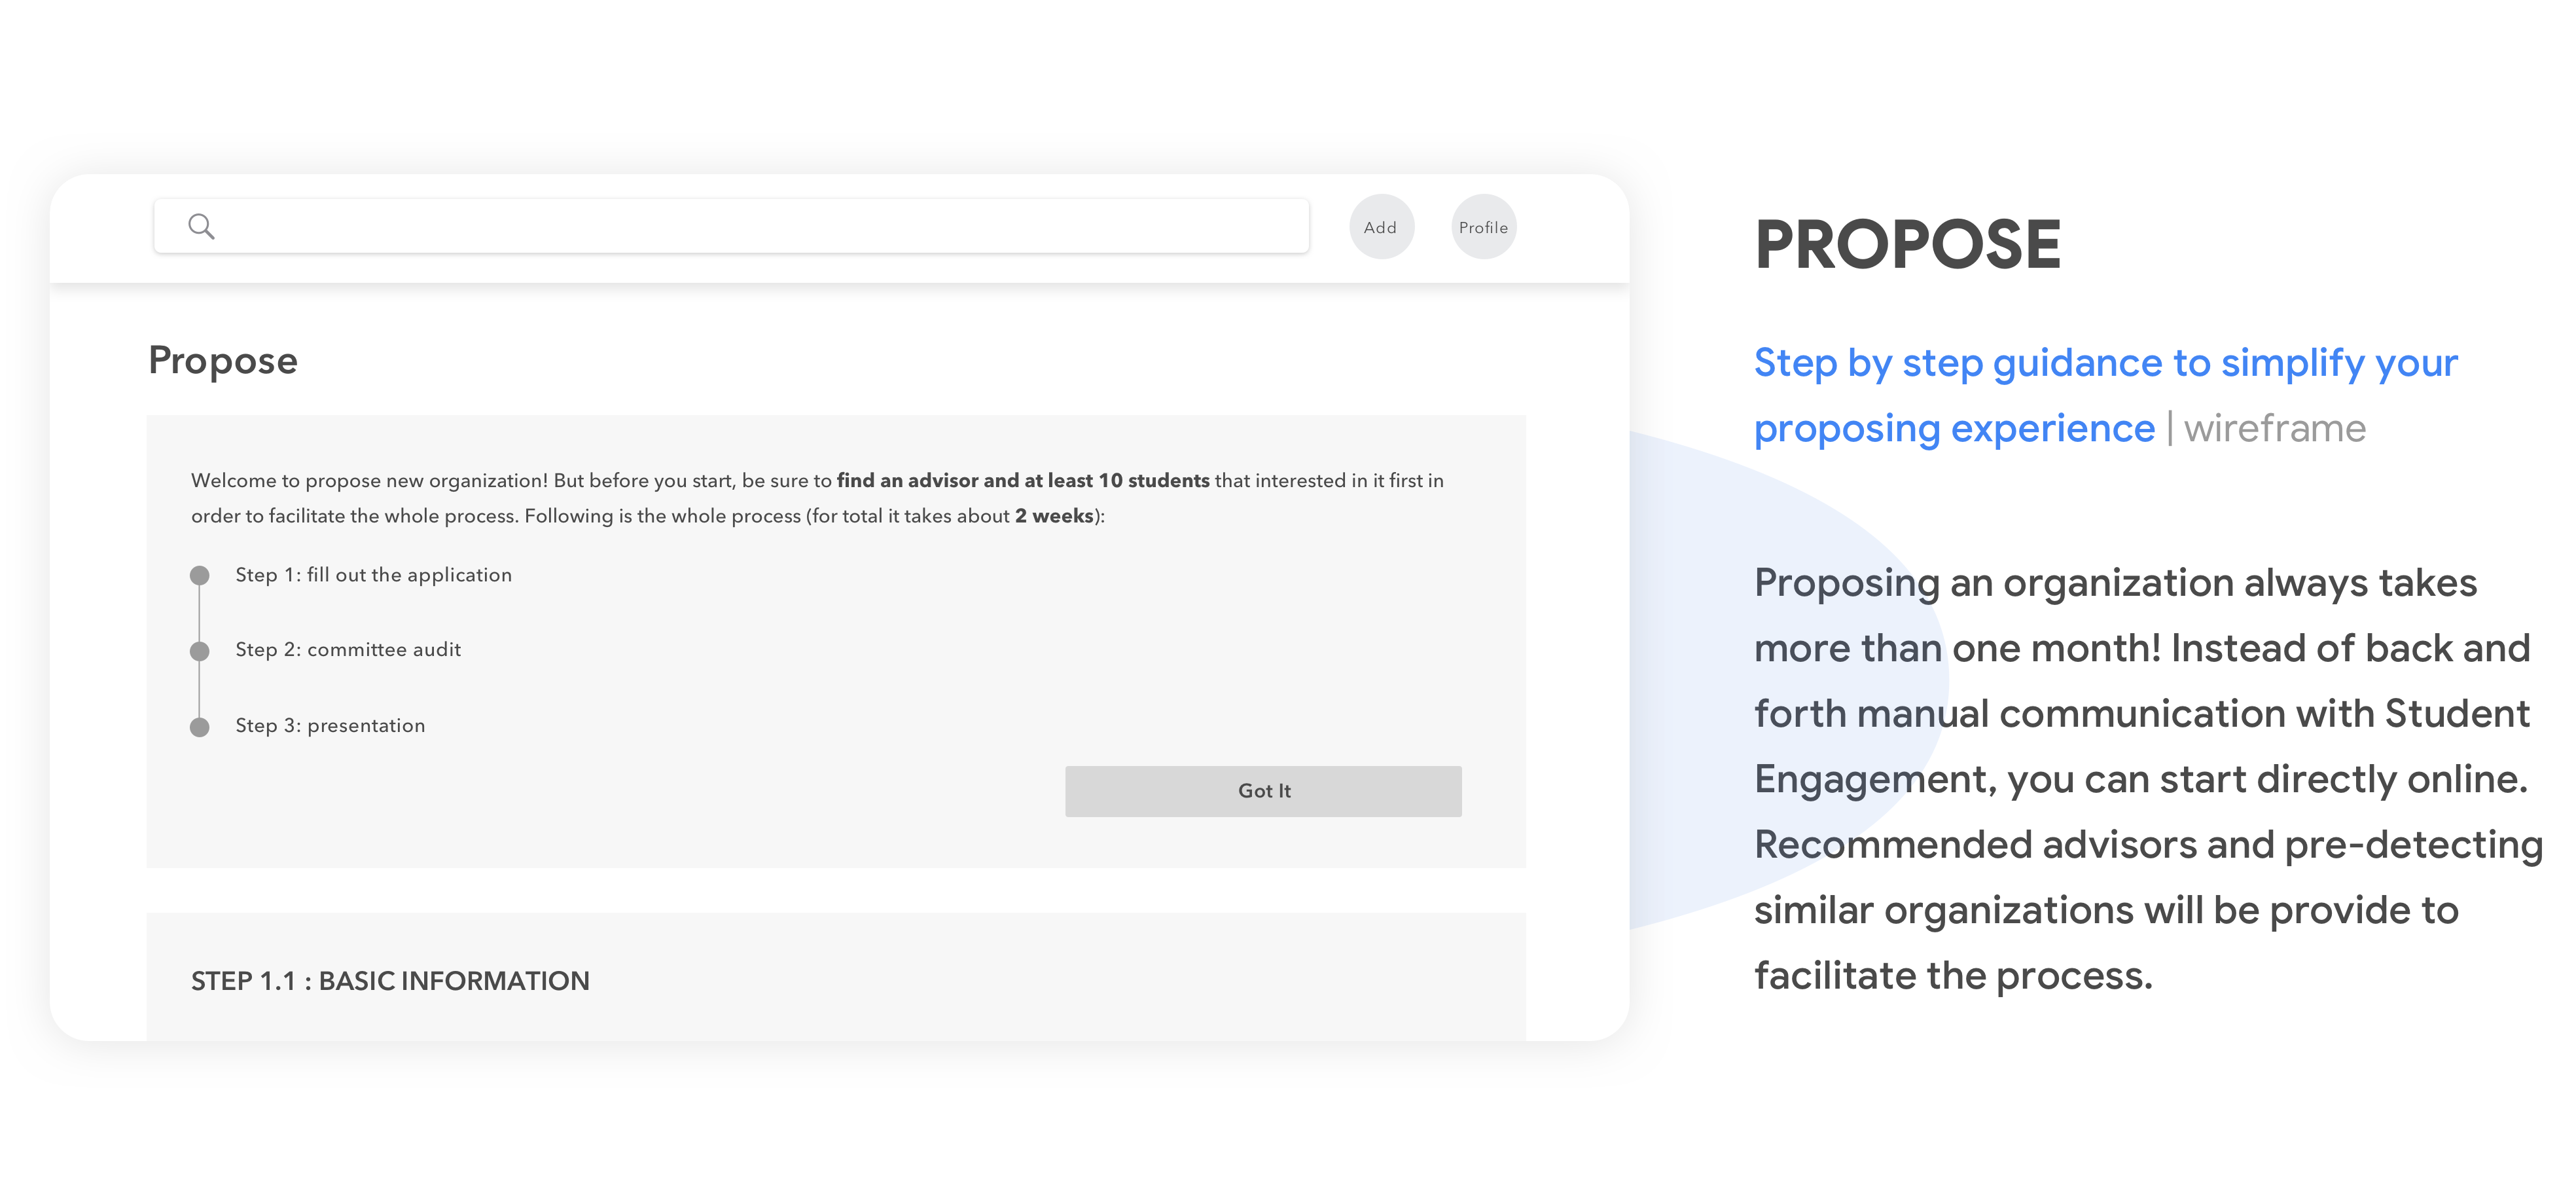 Add
Profile
Propose
Welcome to propose new organization! But before you start, be sure to find an advisor and at least 10 students that interested in it first in
order to facilitate the whole process. Following is the whole process (for total it takes about 2 weeks):
Step 1: fill out the application
Step 2: committee audit
Step 3: presentation
Got It
STEP 1.1 : BASIC INFORMATION
PROPOSE
Step by step guidance to simplify your
proposing experience | wireframe
Proposing an organization always takes
more than one month! Instead of back and
forth manual communication with Student
Engagement, you can start directly online.
Recommended advisors and pre-detecting
similar organizations will be provide to
facilitate the process.